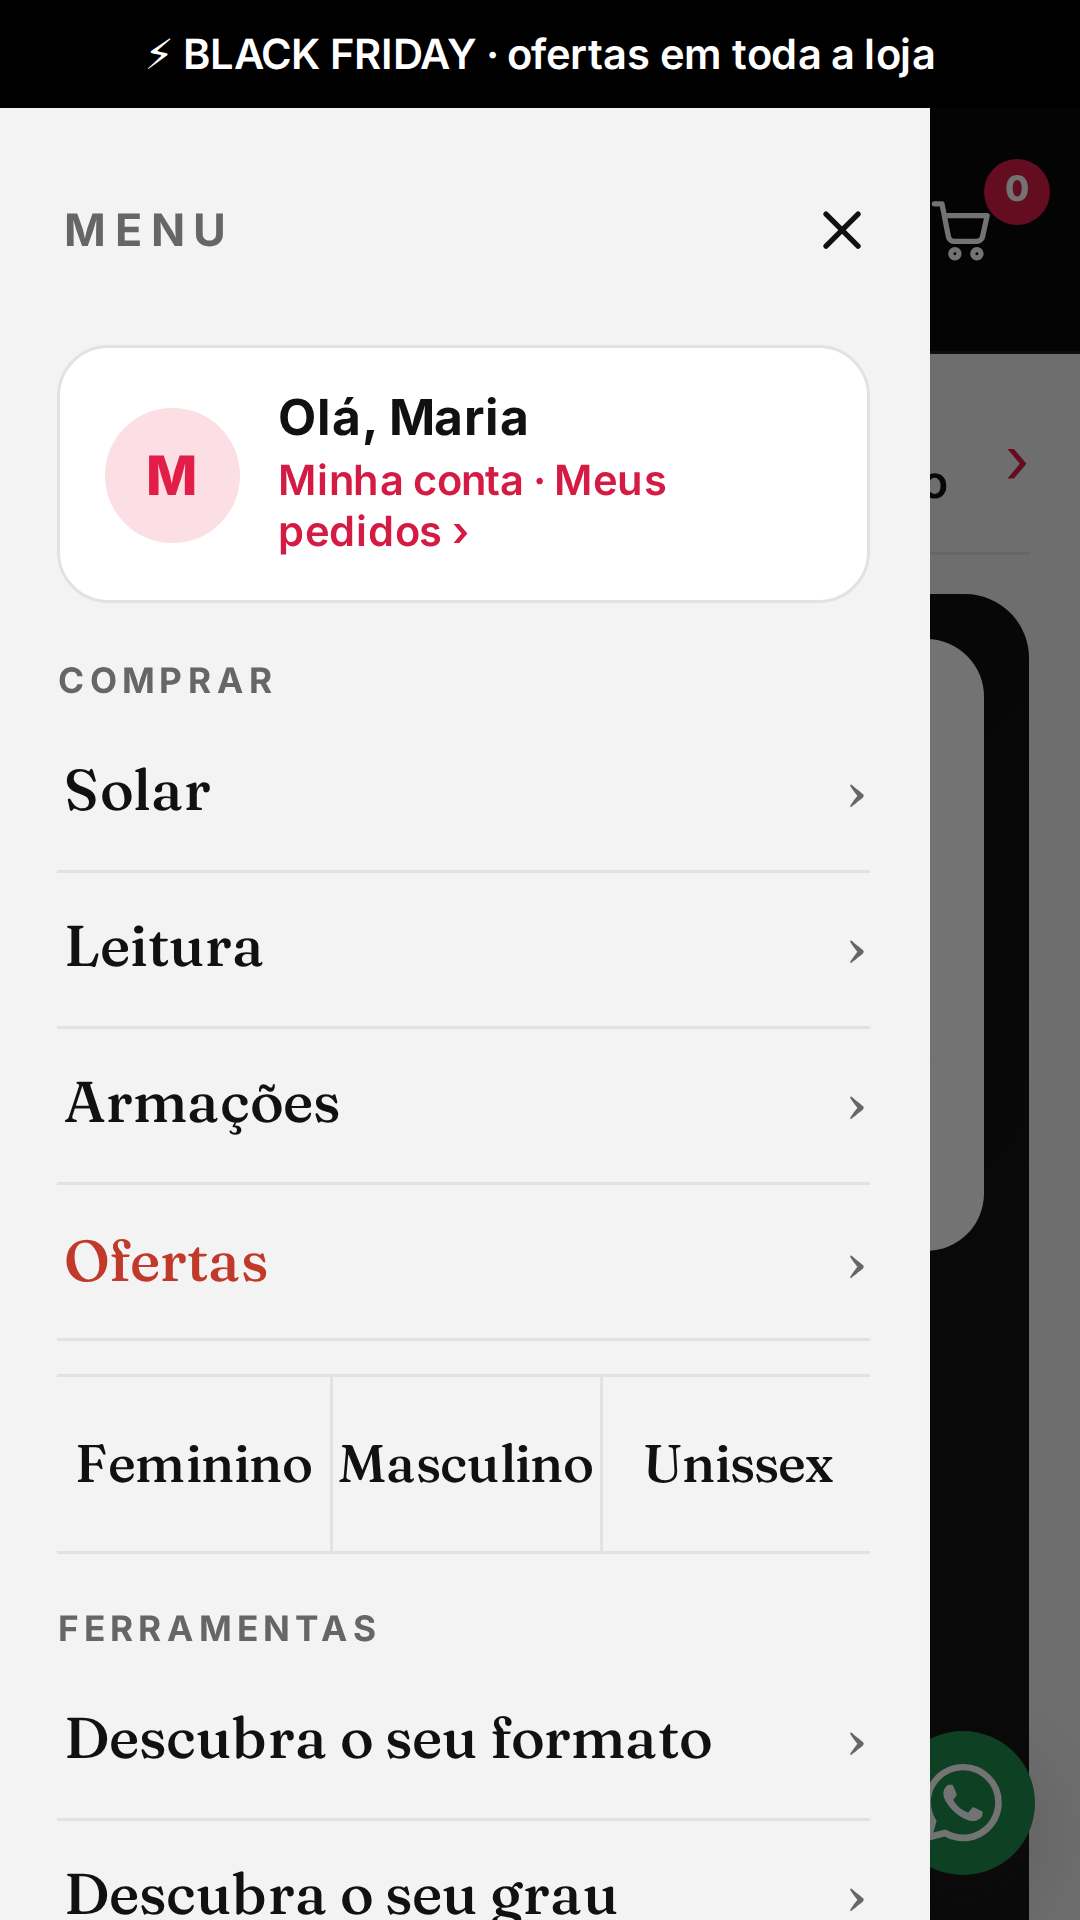 ⚡ BLACK FRIDAY · ofertas em toda a loja
MENU
0
M
Olá, Maria
Minha conta · Meus
pedidos ›
COMPRAR
Solar ›
Leitura ›
Armações ›
Ofertas ›
Feminino Masculino Unissex
FERRAMENTAS
Descubra o seu formato ›
Descubra o seu grau ›